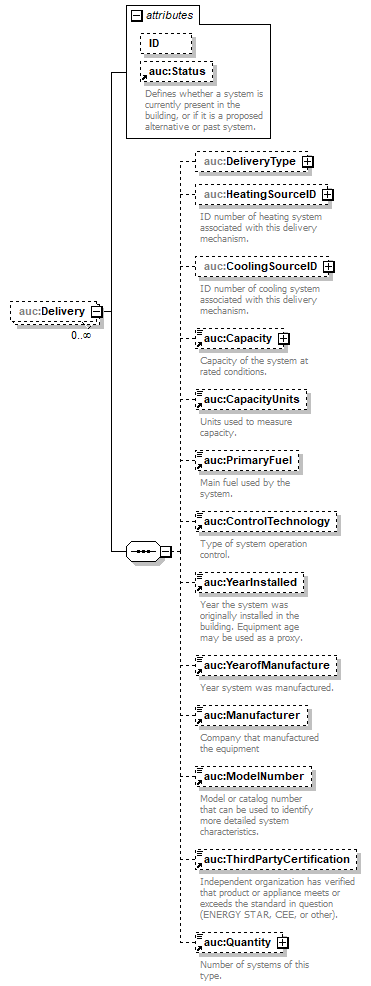 attributes
ID
auc:Status
Defines whether a system is
currently present in the
building, or if it is a proposed
alternative or past system.
auc:DeliveryType
auc:HeatingSourceID
ID number of heating system
associated with this delivery
mechanism.
auc:CoolingSourceID
ID number of cooling system
associated with this delivery
mechanism.
auc:Delivery
0..∞
auc:Capacity
Capacity of the system at
rated conditions.
auc:CapacityUnits
Units used to measure
capacity.
auc:PrimaryFuel
Main fuel used by the
system.
auc:ControlTechnology
Type of system operation
control.
auc:YearInstalled
Year the system was
originally installed in the
building. Equipment age
may be used as a proxy.
auc:YearofManufacture
Year system was manufactured.
auc:Manufacturer
Company that manufactured
the equipment
auc:ModelNumber
Model or catalog number
that can be used to identify
more detailed system
characteristics.
auc:ThirdPartyCertification
Independent organization has verified
that product or appliance meets or
exceeds the standard in question
(ENERGY STAR, CEE, or other).
auc:Quantity
Number of systems of this
type.